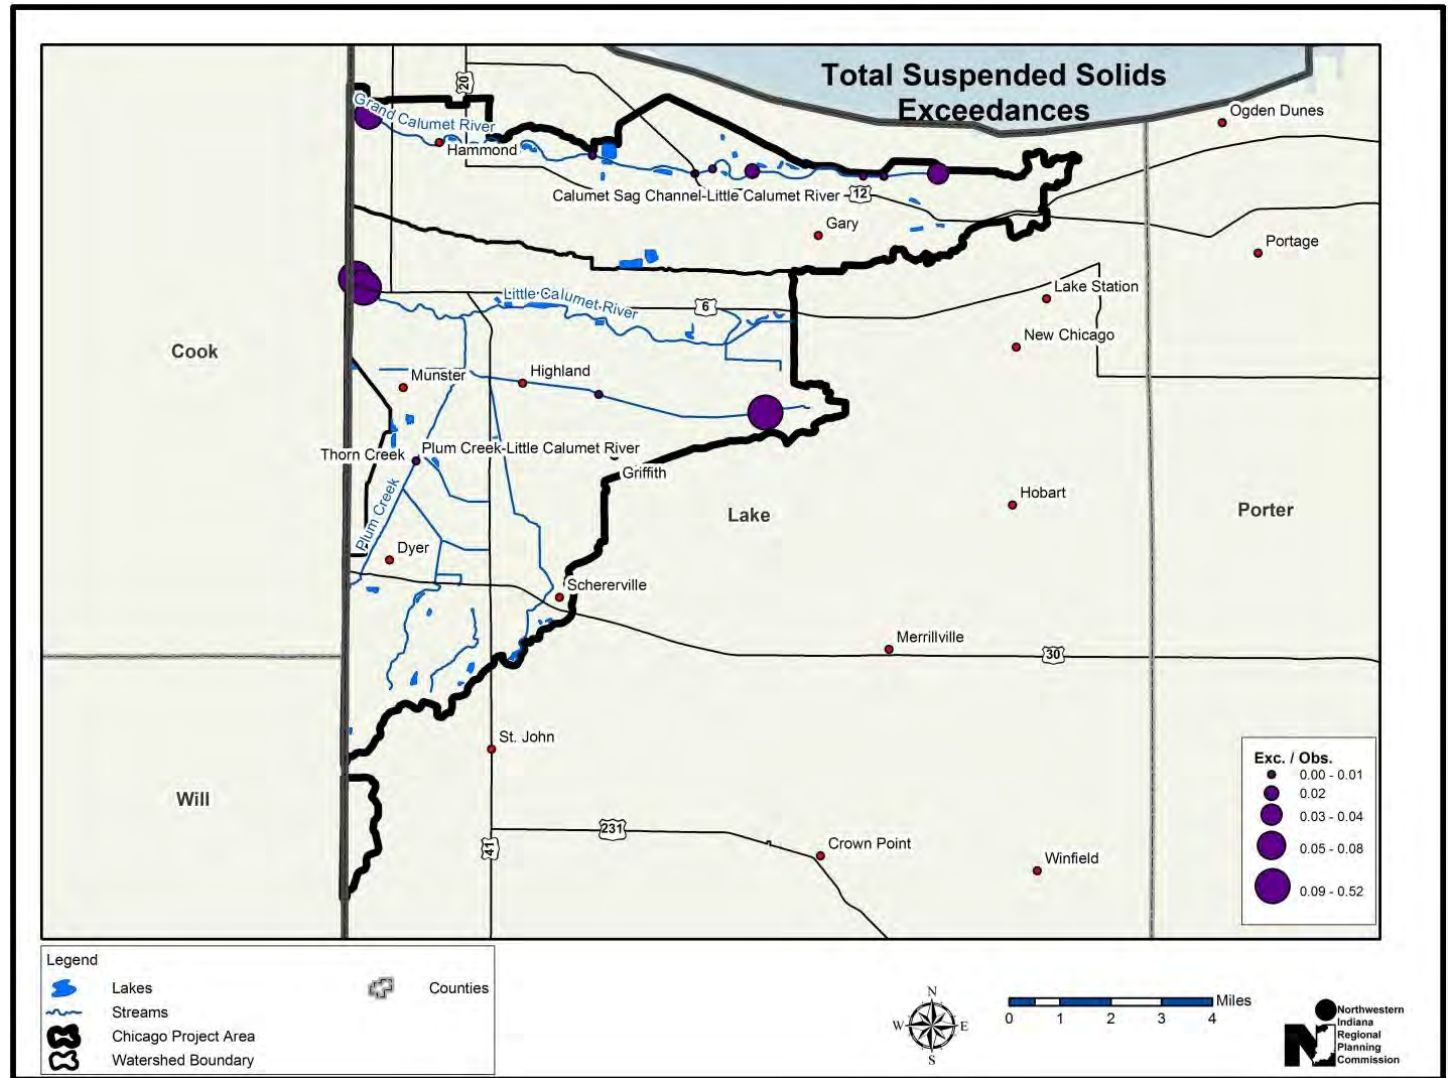 Total Suspended Solids
Exceedances
20
Grand Calumet River
Hammond
Ogden Dunes
Calumet Sag Channel-Little Calumet River
12
Gary
Portage
Lake Station
Little Calumet River
6
New Chicago
Cook
Munster
Highland
Thorn Creek
Plum Creek-Little Calumet River
Griffith
Plum Creek
Hobart
Lake
Porter
Dyer
Schererville
Merrillville
30
St. John
Will
231
41
Crown Point
Winfield
Exc. / Obs.
0.00 - 0.01
0.02
0.03 - 0.04
0.05 - 0.08
0.09 - 0.52
Legend
Lakes
Counties
Streams
Chicago Project Area
Watershed Boundary
N
W
E
S
Miles
0 1 2 3 4
Northwestern
Indiana
Regional
Planning
Commission